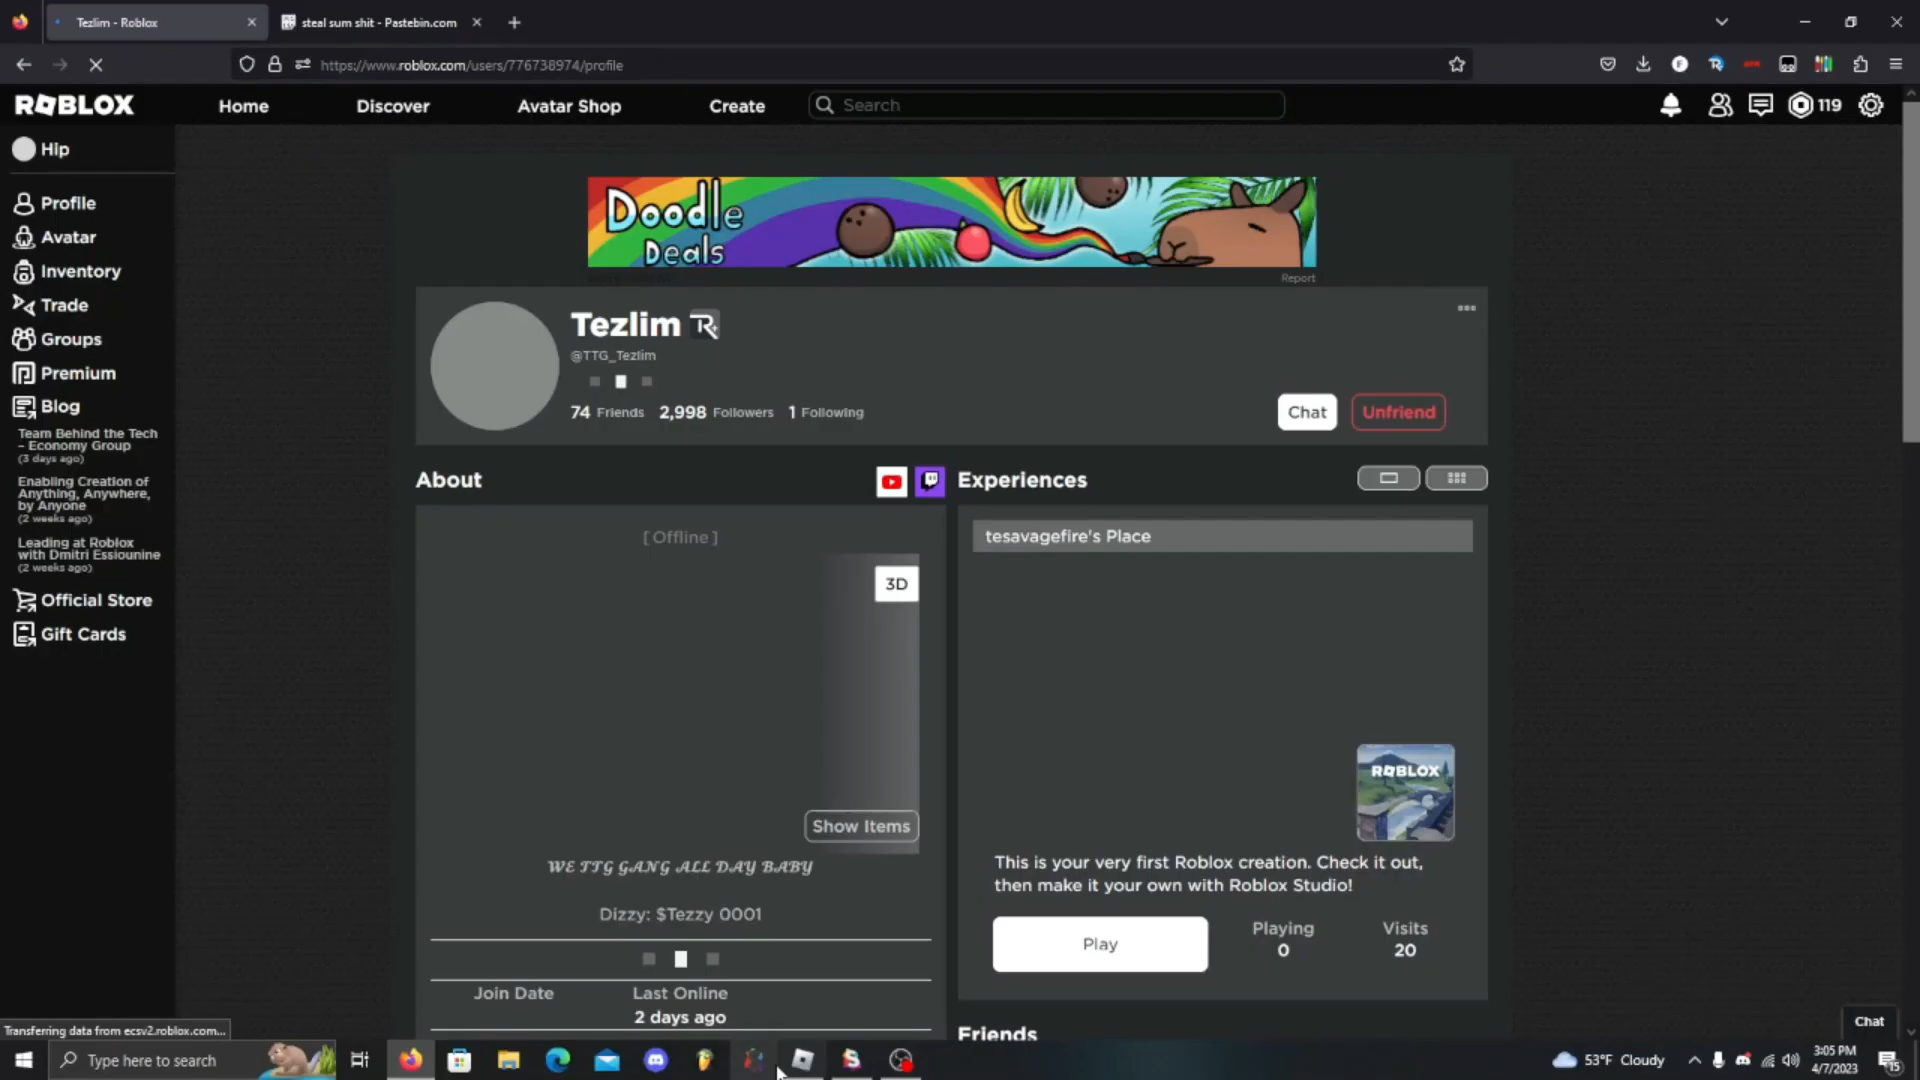 Tezlim - Roblox
steal sum shit - Pastebin.com
https://www.roblox.com/users/776738974/profile
ROBLOX
Home
Discover
Avatar Shop
Create
Search
119
Hip
Profile
Avatar
Inventory
Trade
Groups
Premium
Blog
Team Behind the Tech
- Economy Group
(3 days ago)
Enabling Creation of
Anything, Anywhere,
by Anyone
(2 weeks ago)
Leading at Roblox
with Dmitri Essiounine
(2 weeks ago)
Official Store
Gift Cards
Doodle
Deals
Report
Tezlim
@TTG_Tezlim
74 Friends 2,998 Followers 1 Following
Chat
Unfriend
About
[ Offline ]
3D
Show Items
WE TTG GANG ALL DAY BABY
Dizzy: $Tezzy 0001
Join Date
Last Online
2 days ago
Experiences
tesavagefire's Place
ROBLOX
This is your very first Roblox creation. Check it out,
then make it your own with Roblox Studio!
Play
Playing
0
Visits
20
Friends
Chat
Transferring data from ecsv2.roblox.com...
Type here to search
53°F Cloudy
3:05 PM
4/7/2023
15